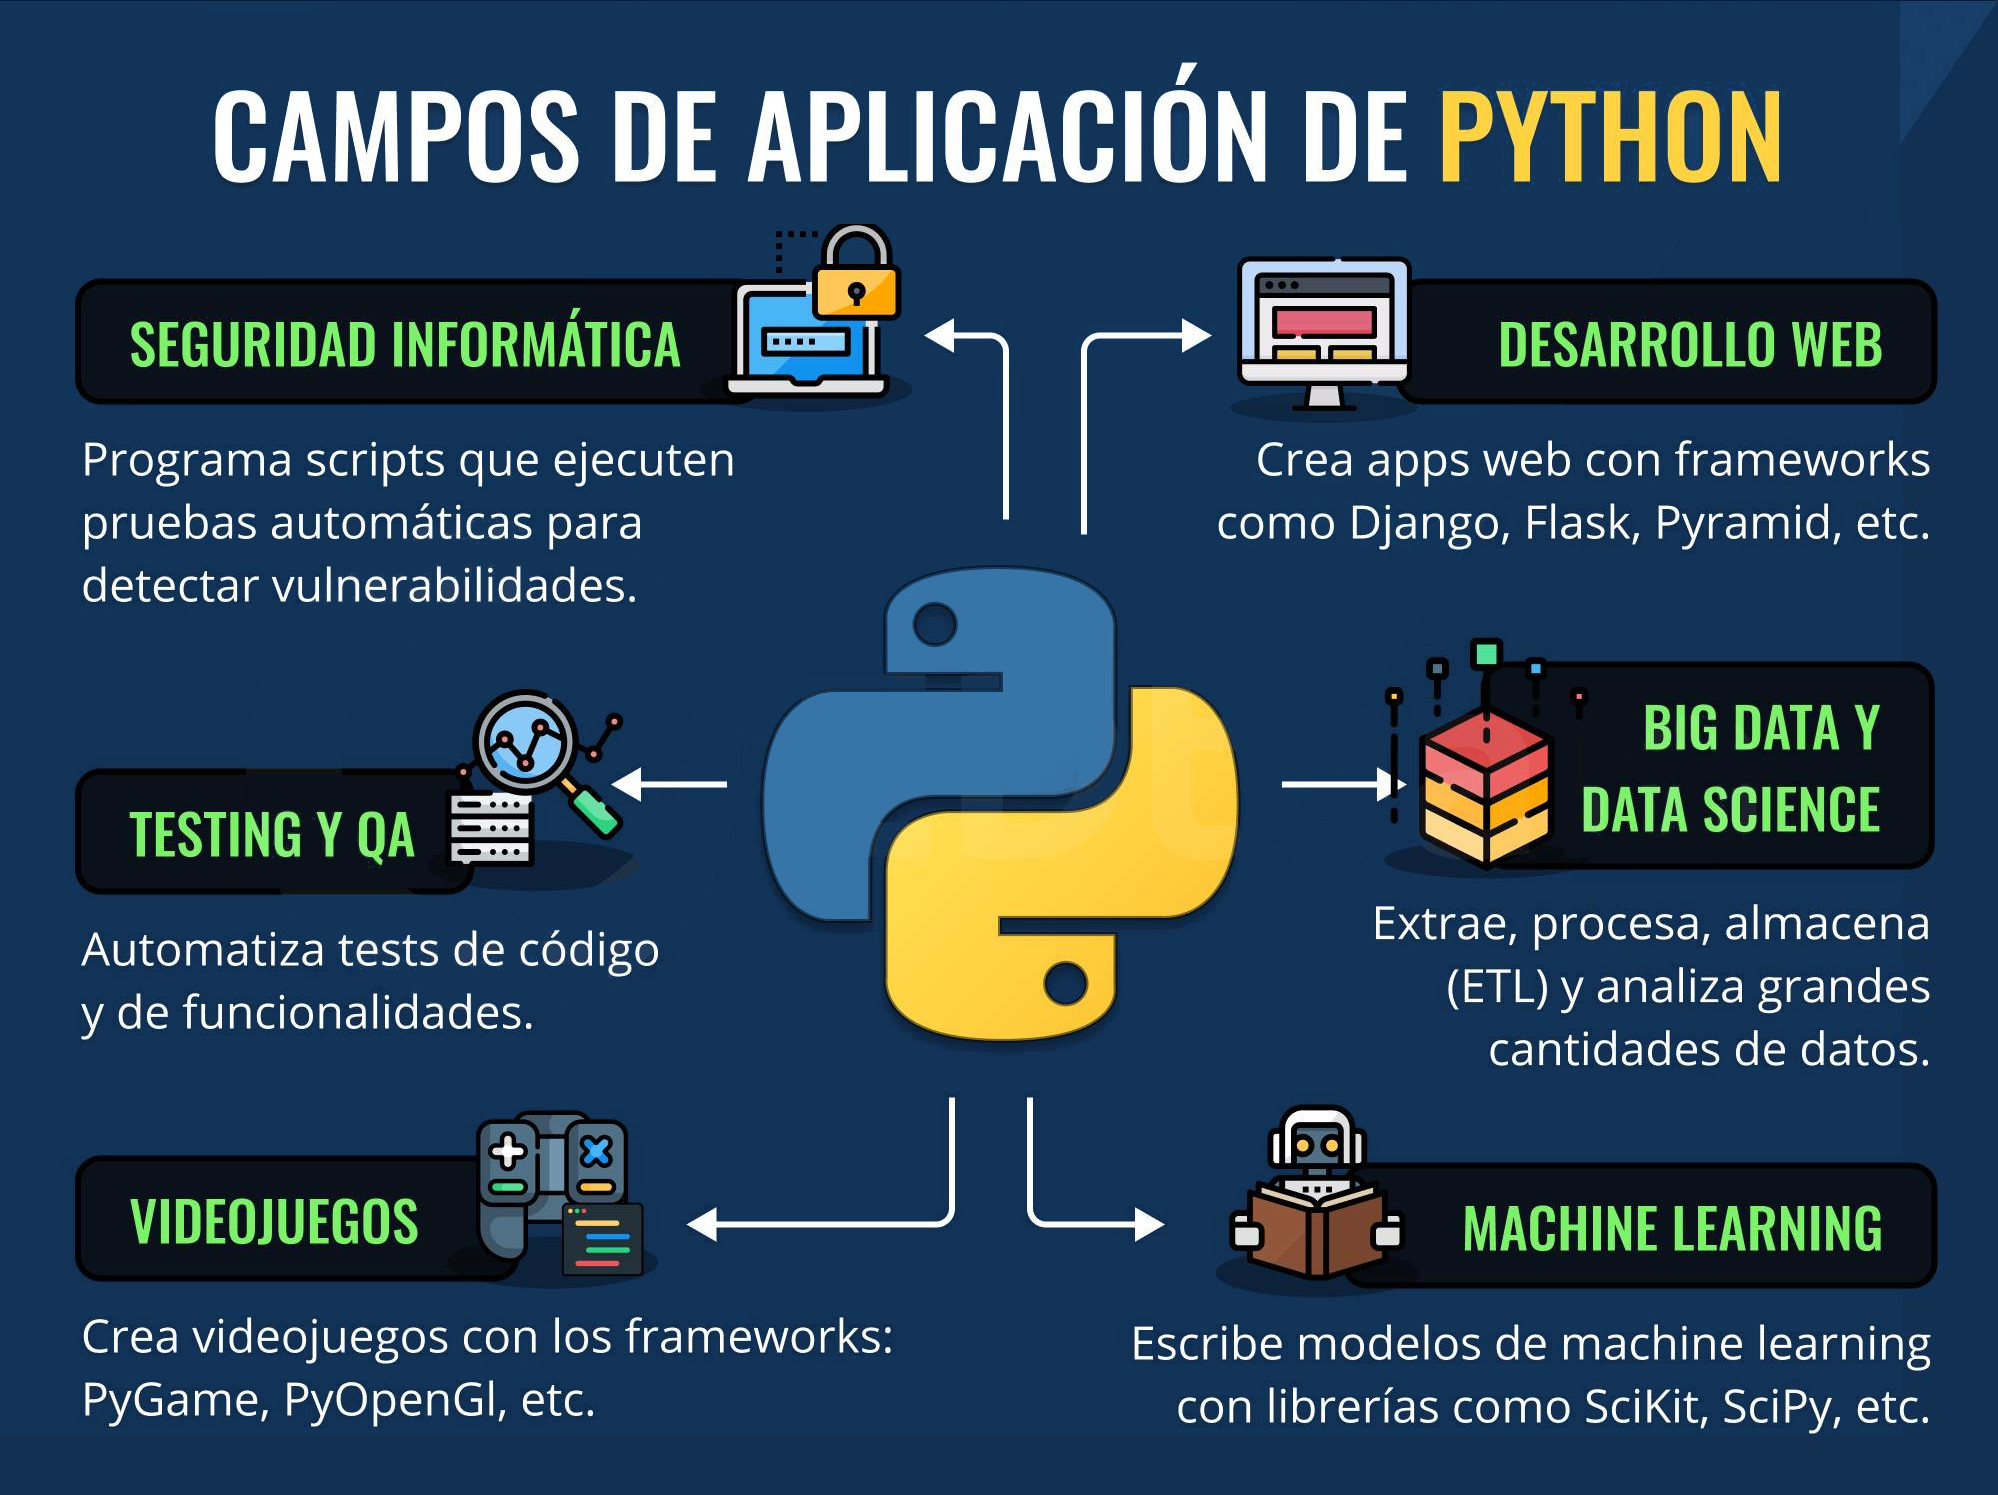 CAMPOS DE APLICACIÓN DE PYTHON
SEGURIDAD INFORMÁTICA
Programa scripts que ejecuten
pruebas automáticas para
detectar vulnerabilidades.
DESARROLLO WEB
Crea apps web con frameworks
como Django, Flask, Pyramid, etc.
TESTING Y QA
Automatiza tests de código
y de funcionalidades.
BIG DATA Y
DATA SCIENCE
Extrae, procesa, almacena
(ETL) y analiza grandes
cantidades de datos.
VIDEOJUEGOS
Crea videojuegos con los frameworks:
PyGame, PyOpenGl, etc.
MACHINE LEARNING
Escribe modelos de machine learning
con librerías como SciKit, SciPy, etc.